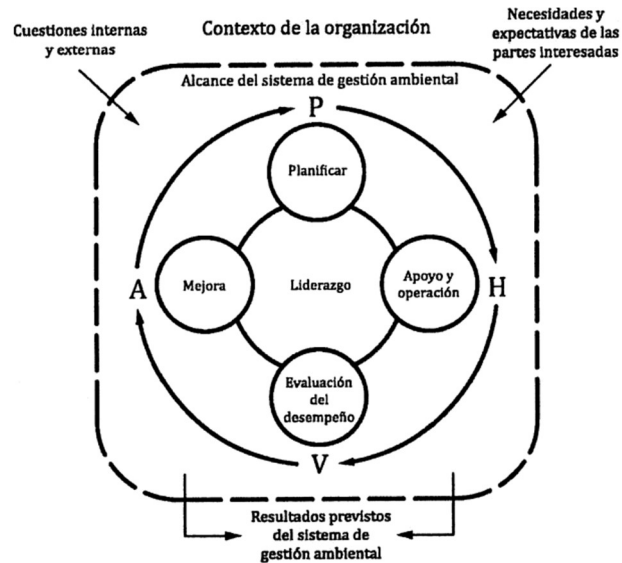 Cuestiones internas
y externas
Contexto de la organización
Necesidades y
expectativas de las
partes interesadas
Alcance del sistema de gestión ambiental
P
Planificar
A
Mejora
Liderazgo
Apoyo y
operación
H
Evaluación
del
desempeño
V
Resultados previstos
del sistema de
gestión ambiental